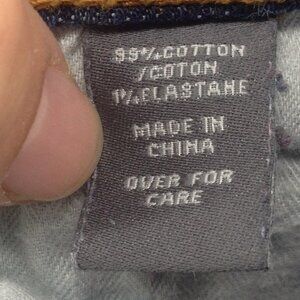 99% COTTON
/COTON
1% ELASTANE
MADE IN
CHINA
OVER FOR
CARE